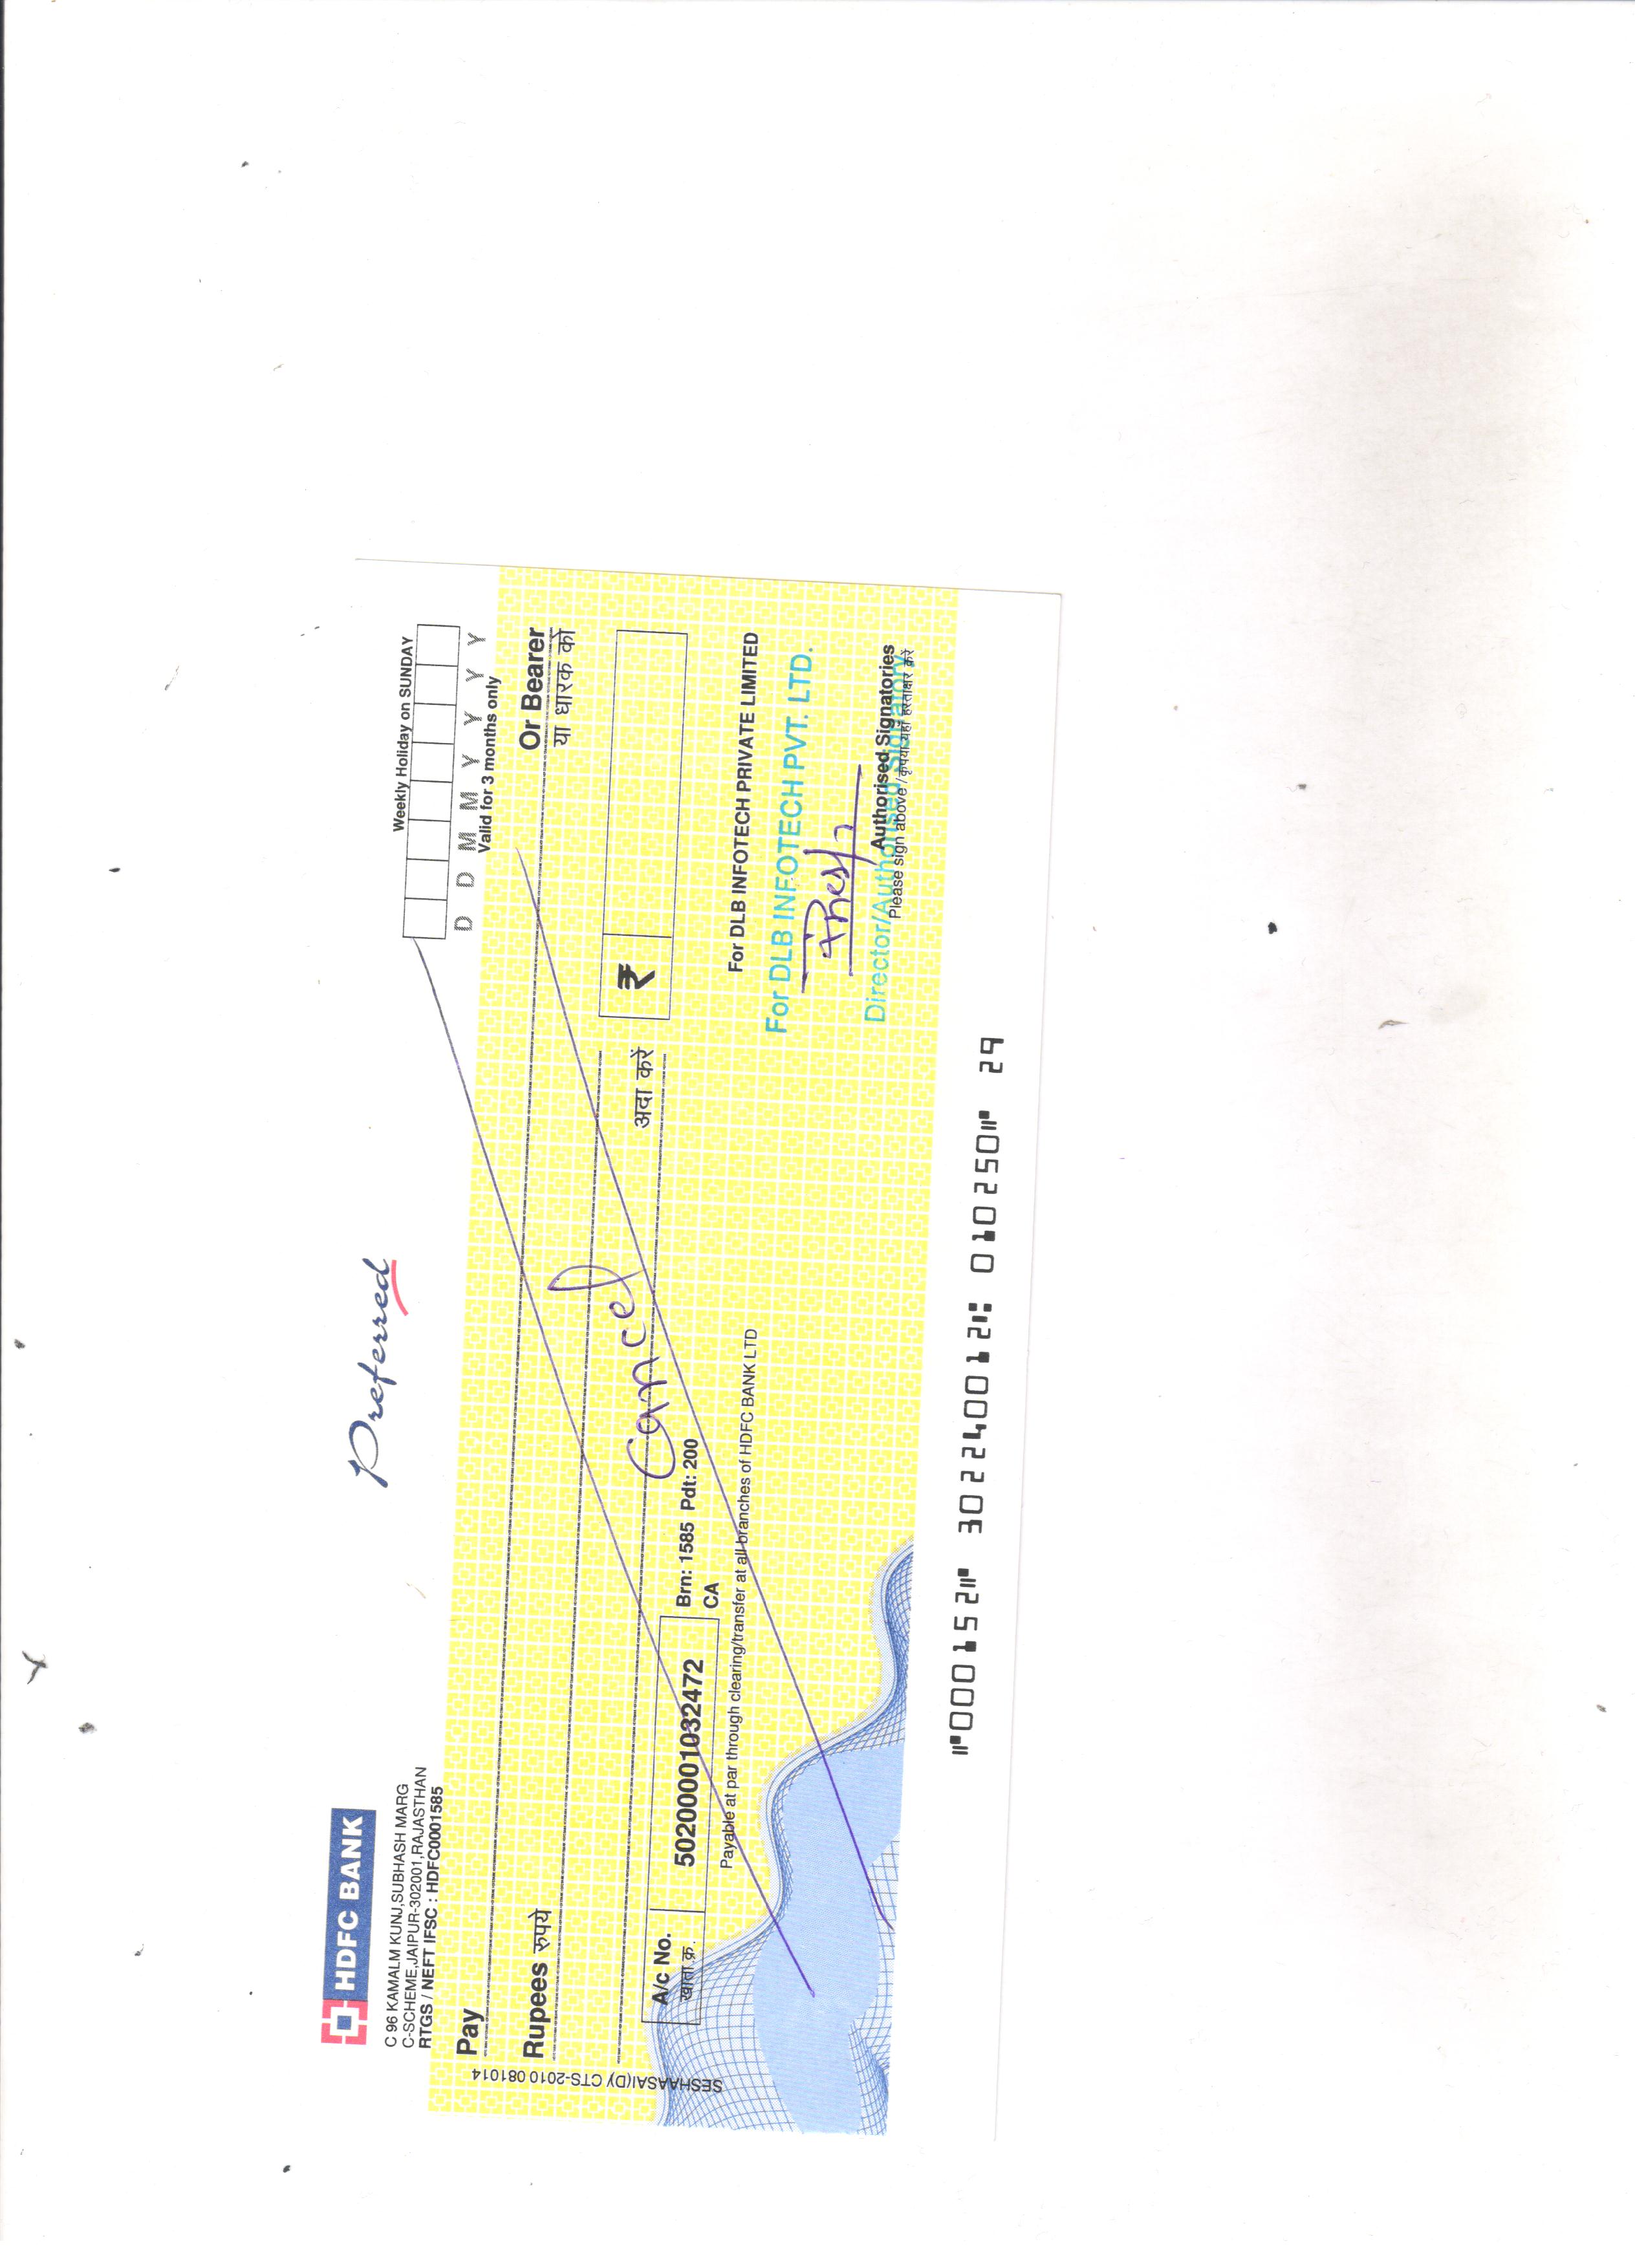 HDFC BANK
Preferred
Weekly Holiday on SUNDAY
C 96 KAMALM KUNJ,SUBHASH MARG
C-SCHEME,JAIPUR-302001,RAJASTHAN
RTGS / NEFT IFSC : HDFC0001585
D D M M Y Y Y Y
Valid for 3 months only
Pay
Or Bearer
या धारक को
Rupees रुपये
अदा करें
₹
Cancel
A/c No.
खाता क्र.
50200001032472
Brn: 1585 Pdt: 200
CA
Payable at par through clearing/transfer at all branches of HDFC BANK LTD
For DLB INFOTECH PRIVATE LIMITED
For DLB INFOTECH PVT. LTD.
Authorised Signatories
Director/Authorised Signatory
Please sign above / कृपया यहाँ हस्ताक्षर करें
SESHAASAI(D) CTS-2010 081014
⑈000152⑈ 302240012⑆ 010250⑈ 29